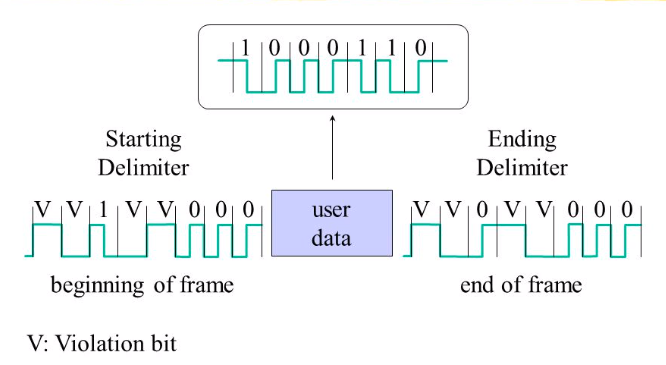 1 0 0 0 1 1 0
Starting
Delimiter
Ending
Delimiter
V V 1 V V 0 0 0
user
data
V V 0 V V 0 0 0
beginning of frame
end of frame
V: Violation bit